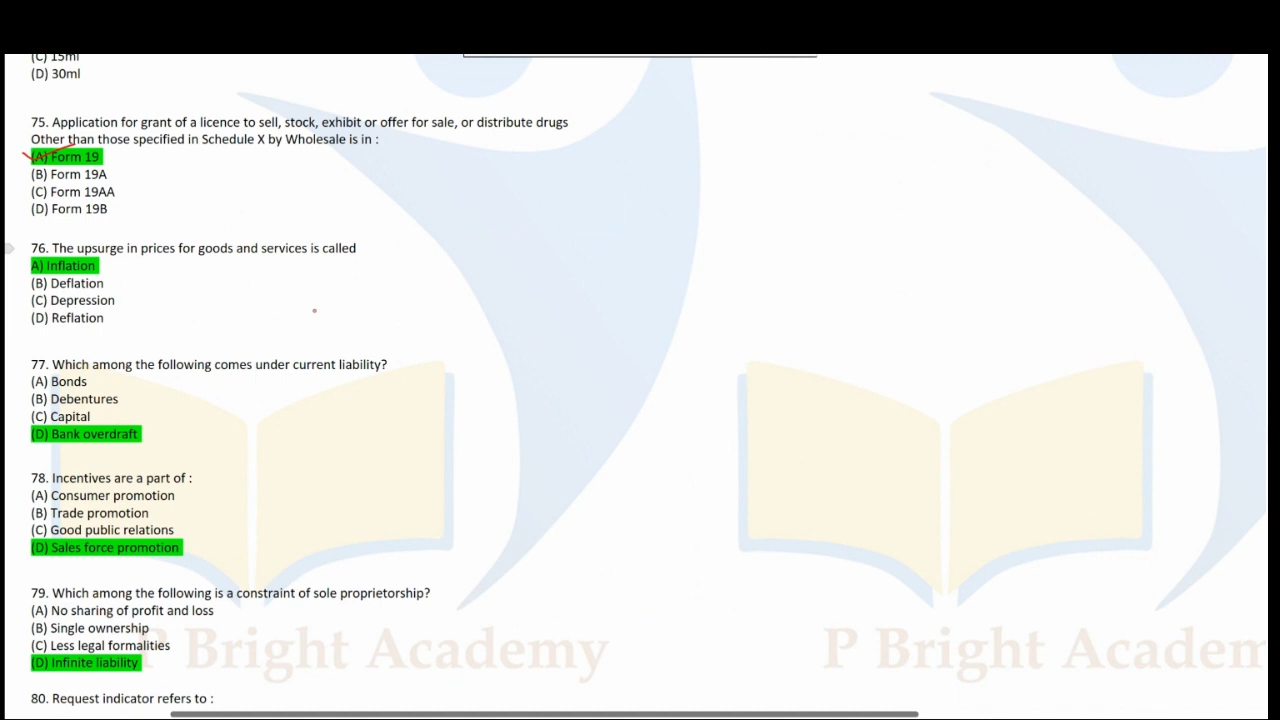 (C) 15ml
(D) 30ml
75. Application for grant of a licence to sell, stock, exhibit or offer for sale, or distribute drugs
Other than those specified in Schedule X by Wholesale is in :
(A) Form 19
(B) Form 19A
(C) Form 19AA
(D) Form 19B
76. The upsurge in prices for goods and services is called
A) Inflation
(B) Deflation
(C) Depression
(D) Reflation
77. Which among the following comes under current liability?
(A) Bonds
(B) Debentures
(C) Capital
(D) Bank overdraft
78. Incentives are a part of :
(A) Consumer promotion
(B) Trade promotion
(C) Good public relations
(D) Sales force promotion
79. Which among the following is a constraint of sole proprietorship?
(A) No sharing of profit and loss
(B) Single ownership
(C) Less legal formalities
(D) Infinite liability
80. Request indicator refers to :
P Bright Academy
P Bright Academ